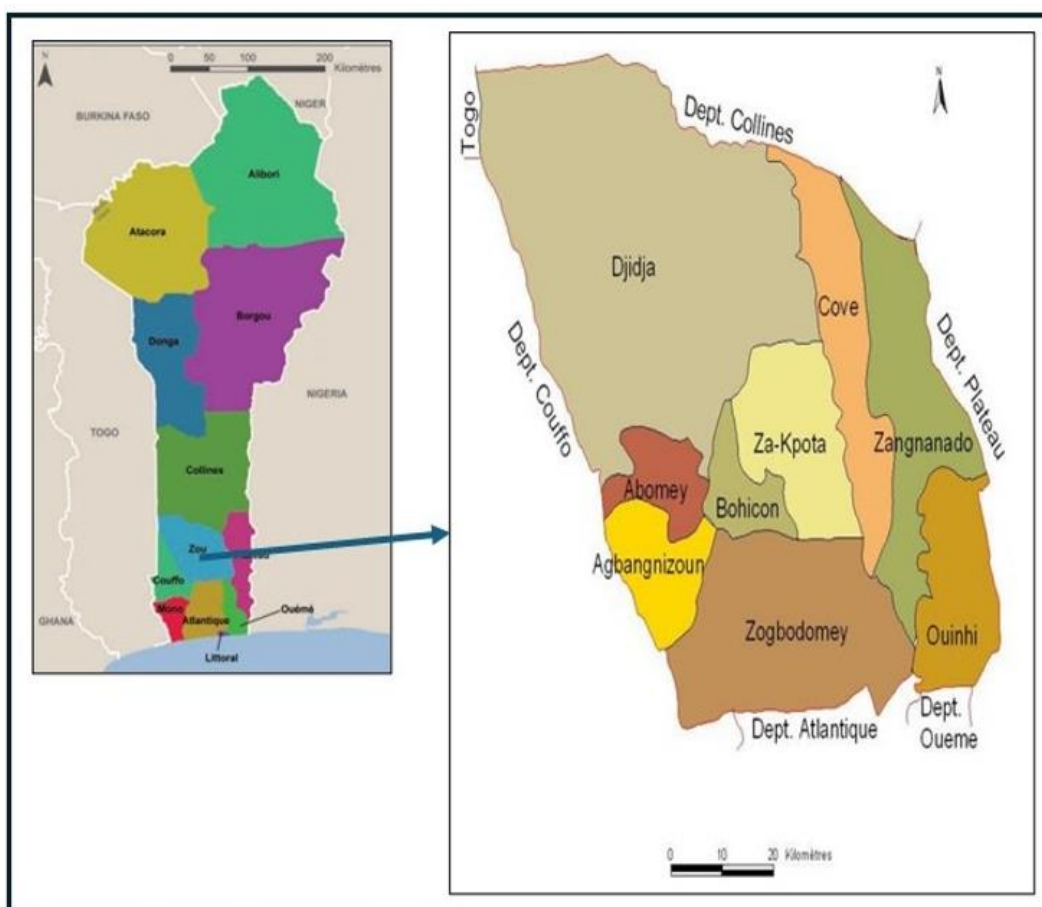 N
0 50 100 200
Kilomètres
BURKINA FASO
NIGER
Alibori
Atacora
Borgou
Donga
NIGERIA
TOGO
Collines
Zou
Couffo
Mono
Atlantique
Ouémé
GHANA
Littoral
N
Togo
Dept. Collines
Djidja
Cove
Dept. Couffo
Dept. Plateau
Za-Kpota
Zangnanado
Abomey
Bohicon
Agbangnizoun
Zogbodomey
Ouinhi
Dept. Atlantique
Dept.
Oueme
0 10 20 Kilomètres